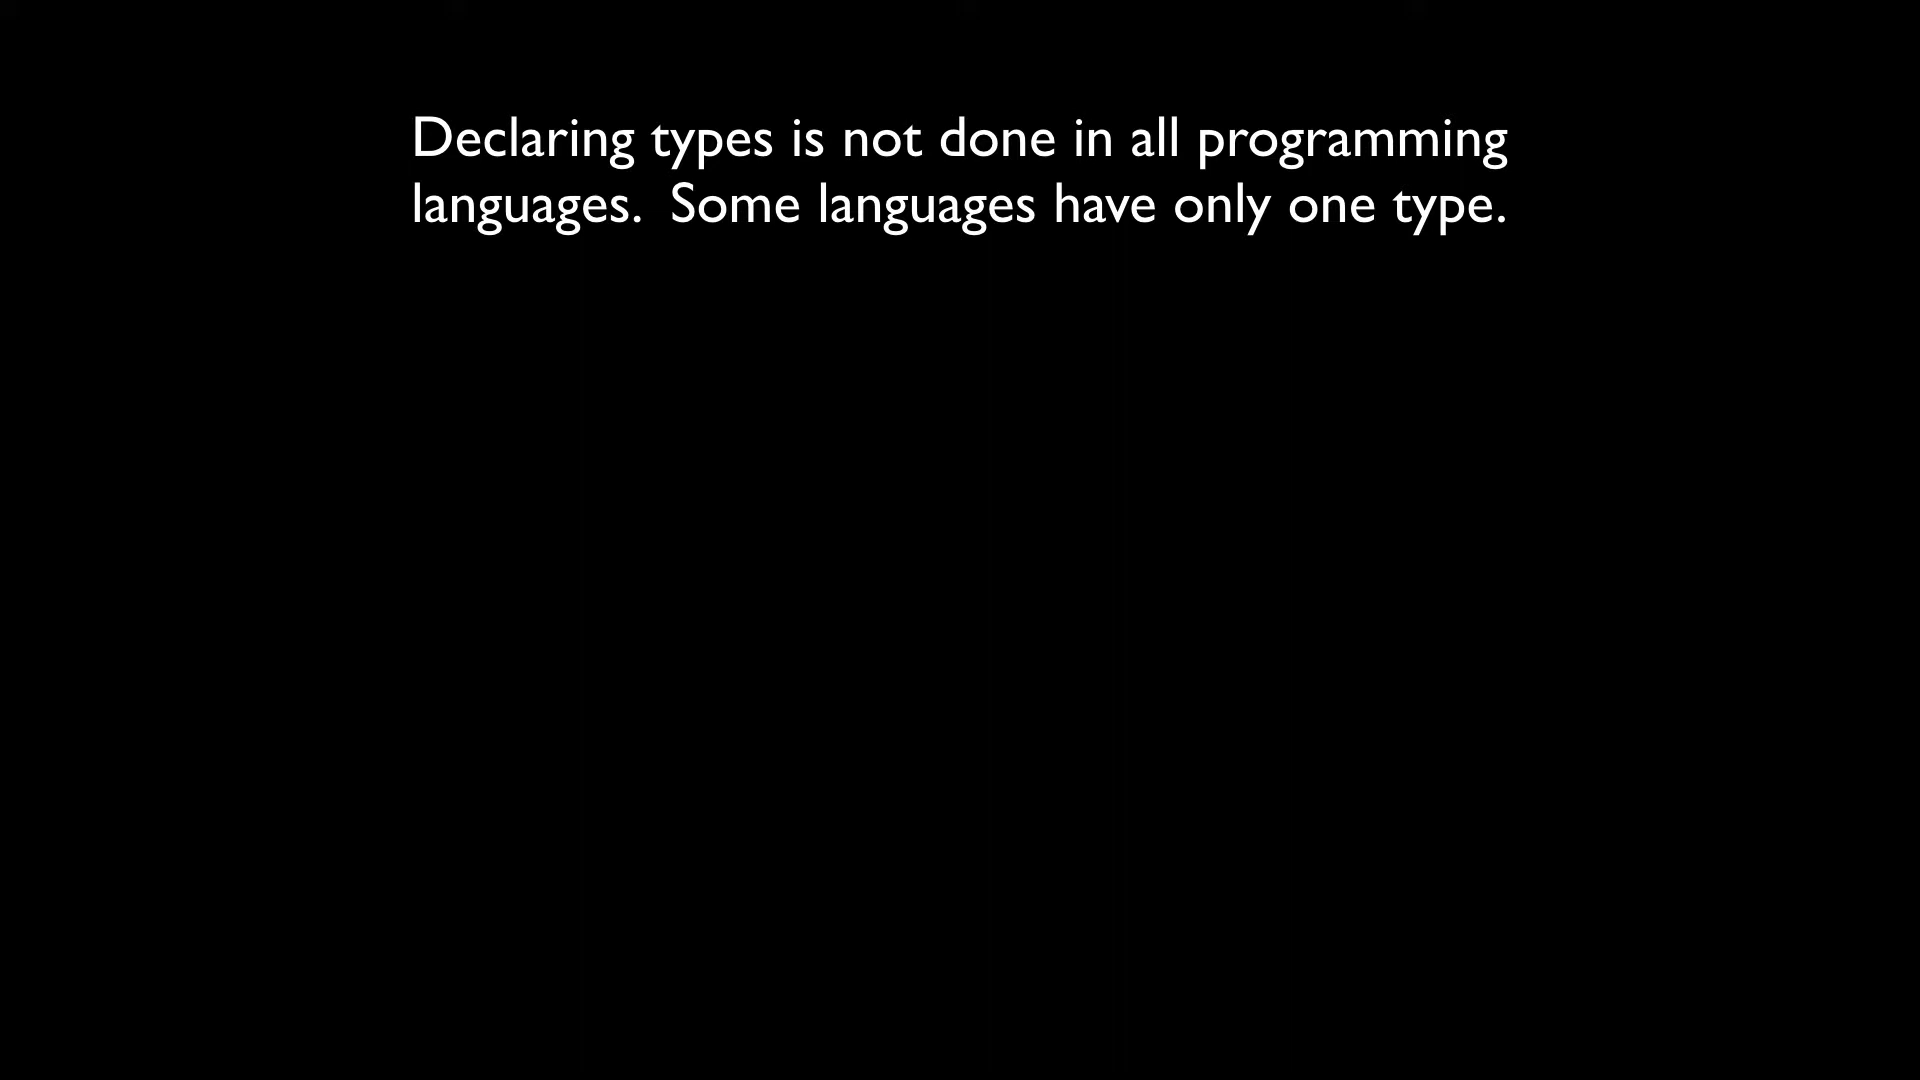 Declaring types is not done in all programming
languages.  Some languages have only one type.